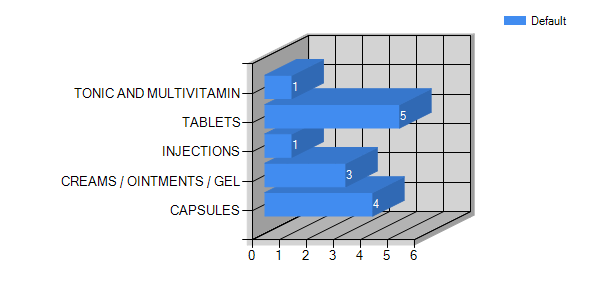 Default
TONIC AND MULTIVITAMIN 1
TABLETS 5
INJECTIONS 1
CREAMS / OINTMENTS / GEL 3
CAPSULES 4
0 1 2 3 4 5 6